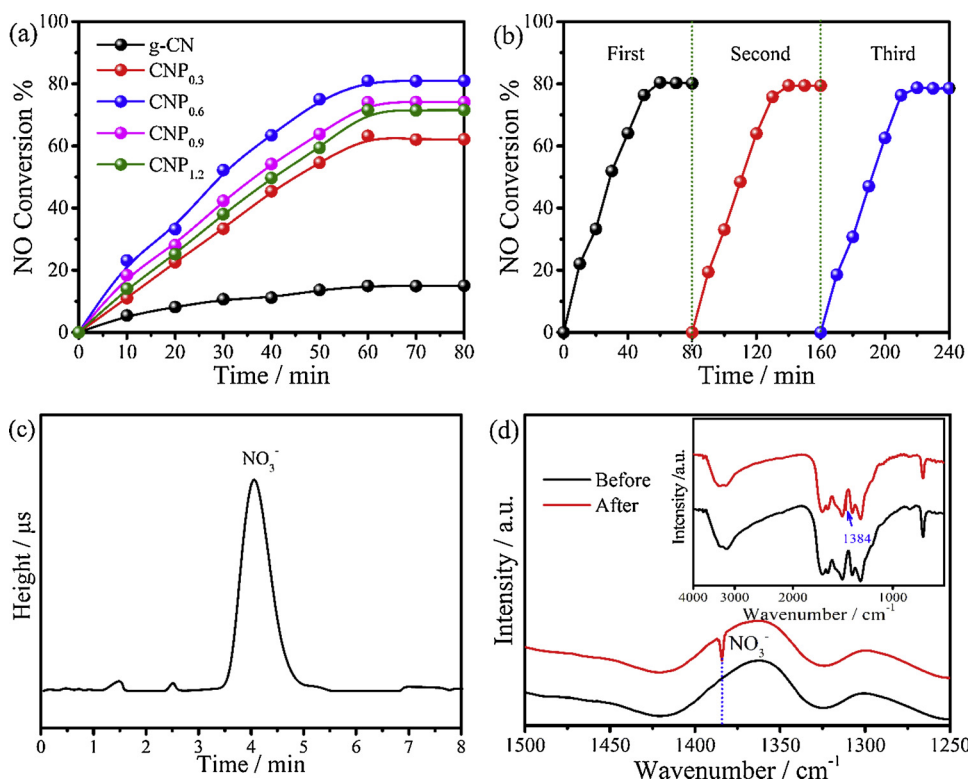 (a)
g-CN
CNP0.3
CNP0.6
CNP0.9
CNP1.2
NO Conversion %
100
80
60
40
20
0
0 10 20 30 40 50 60 70 80
Time / min
(b)
First Second Third
NO Conversion %
100
80
60
40
20
0
0 40 80 120 160 200 240
Time / min
(c)
NO3-
Height / μs
0 1 2 3 4 5 6 7 8
Time / min
(d)
Before
After
Intensity / a.u.
NO3-
1500 1450 1400 1350 1300 1250
Wavenumber / cm-1
Intensity /a.u.
1384
4000 3000 2000 1000
Wavenumber / cm-1